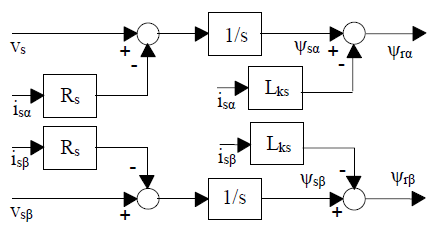 1/s
Vs + ψsα + ψrα
- -
Rs Lks
isα isα
Rs Lks
isβ isβ
- ψsβ - ψrβ
1/s
Vsβ + +